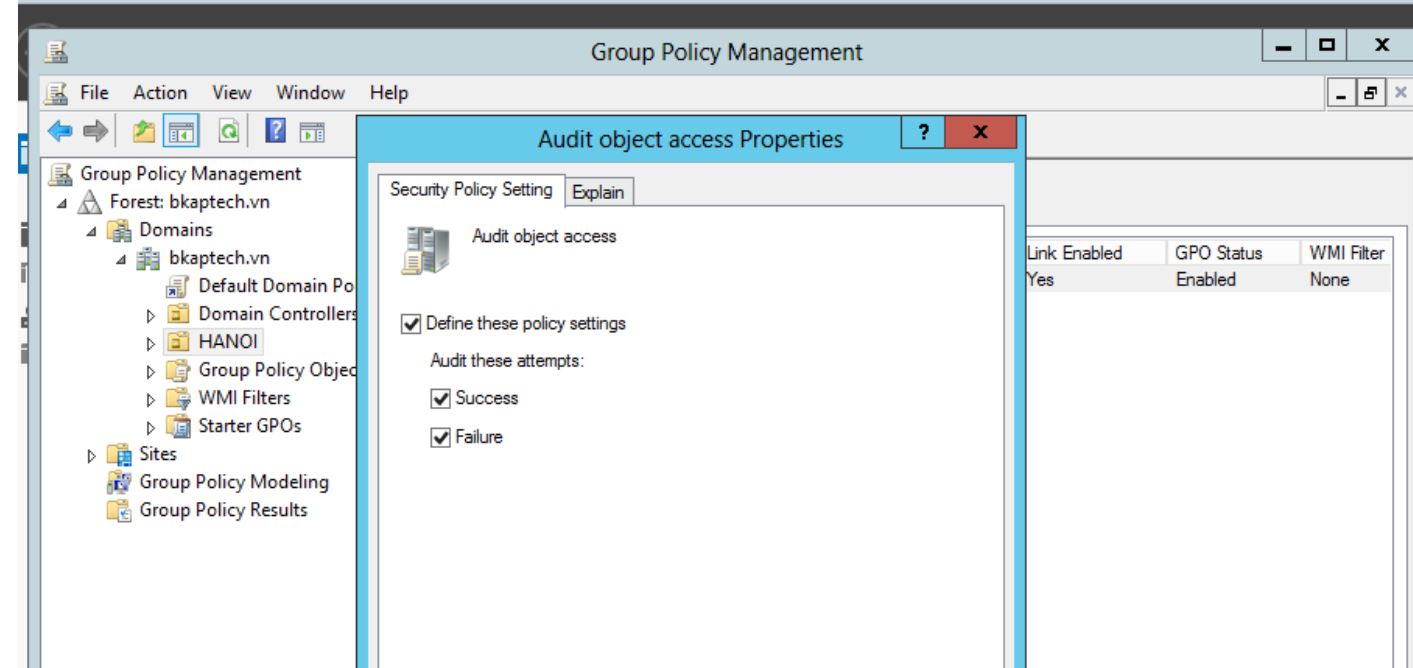 Group Policy Management
File Action View Window Help
Audit object access Properties
Group Policy Management
Forest: bkaptech.vn
Domains
bkaptech.vn
Default Domain Po
Domain Controllers
HANOI
Group Policy Objec
WMI Filters
Starter GPOs
Sites
Group Policy Modeling
Group Policy Results
Security Policy Setting Explain
Audit object access
Define these policy settings
Audit these attempts:
Success
Failure
Link Enabled GPO Status WMI Filter
Yes Enabled None